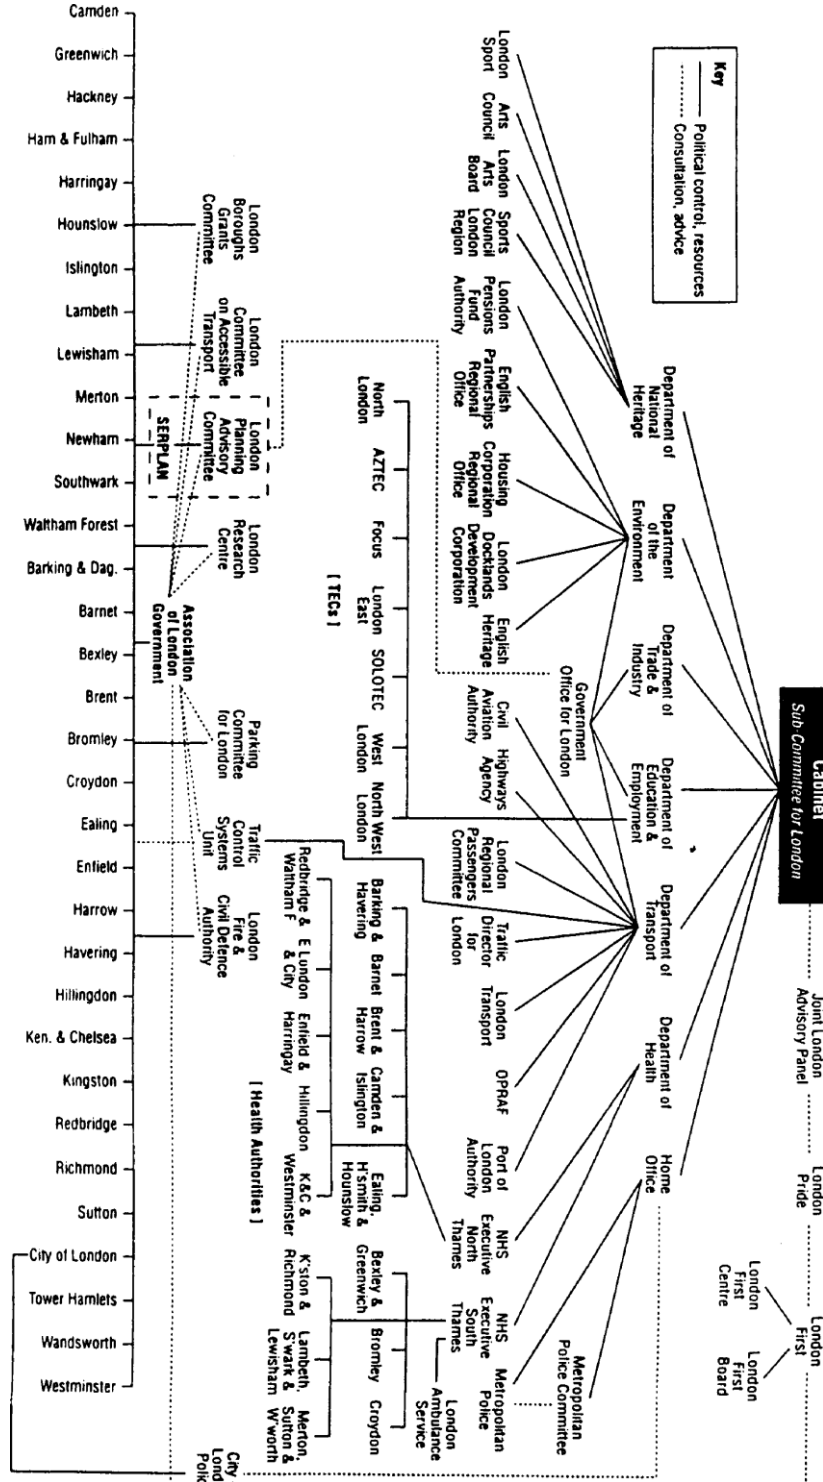 Cabinet
Sub-Committee for London
Joint London
Advisory Panel
London
Pride
London
First
London
First
Centre
London
First
Board
Key
Political control, resources
Consultation, advice
Department of
National
Heritage
Department
of the
Environment
Department of
Trade &
Industry
Department of
Education &
Employment
Department of
Transport
Department of
Health
Home
Office
Government
Office for London
Metropolitan
Police Committee
London
Sport
Arts
Council
London
Arts
Board
Sports
Council
London
Region
London
Pensions
Fund
Authority
English
Partnerships
Regional
Office
Housing
Corporation
Regional
Office
London
Docklands
Development
Corporation
English
Heritage
Civil
Aviation
Authority
Highways
Agency
London
Regional
Passengers
Committee
Traffic
Director
for
London
London
Transport
OPRAF
Port of
London
Authority
NHS
Executive
North
Thames
NHS
Executive
South
Thames
Metropolitan
Police
London
Ambulance
Service
North
London
AZTEC
Focus
London
East
SOLOTEC
West
London
North West
London
[ TECs ]
Barking &
Havering
Barnet
Brent &
Harrow
Camden &
Islington
Ealing,
H'smith &
Hounslow
Bexley &
Greenwich
Bromley
Croydon
Redbridge &
Waltham F
E London
& City
Enfield &
Harringay
Hillingdon
K&C &
Westminster
K'ston &
Richmond
Lambeth,
S'wark &
Lewisham
Merton,
Sutton &
W'worth
[ Health Authorities ]
London
Boroughs
Grants
Committee
London
Committee
on Accessible
Transport
London
Planning
Advisory
Committee
SERPLAN
London
Research
Centre
Association
of London
Government
Parking
Committee
for London
Traffic
Control
Systems
Unit
London
Fire &
Civil Defence
Authority
City
Lond
Polic
Camden
Greenwich
Hackney
Ham & Fulham
Harringay
Hounslow
Islington
Lambeth
Lewisham
Merton
Newham
Southwark
Waltham Forest
Barking & Dag.
Barnet
Bexley
Brent
Bromley
Croydon
Ealing
Enfield
Harrow
Havering
Hillingdon
Ken. & Chelsea
Kingston
Redbridge
Richmond
Sutton
City of London
Tower Hamlets
Wandsworth
Westminster